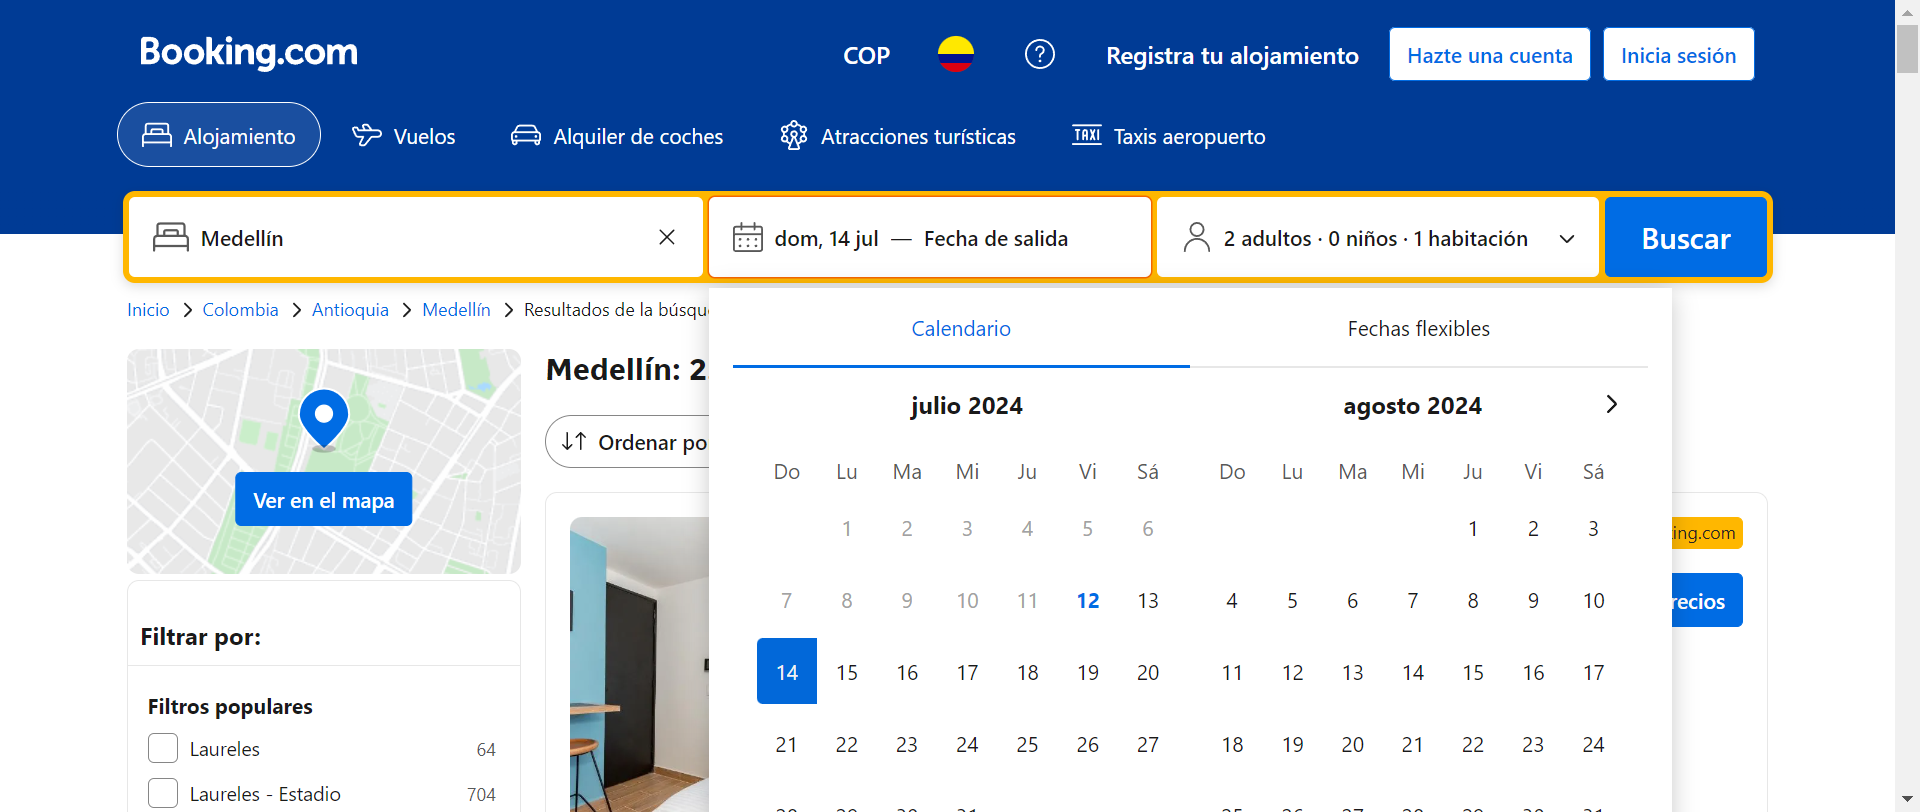 Booking.com
COP
Registra tu alojamiento
Hazte una cuenta
Inicia sesión
Alojamiento
Vuelos
Alquiler de coches
Atracciones turísticas
TAXI
Taxis aeropuerto
Medellín
dom, 14 jul — Fecha de salida
2 adultos · 0 niños · 1 habitación
Buscar
Inicio
Colombia
Antioquia
Medellín
Resultados de la búsqu
Ver en el mapa
Filtrar por:
Filtros populares
Laureles 64
Laureles - Estadio 704
Medellín: 2
Ordenar po
Calendario
Fechas flexibles
julio 2024
Do Lu Ma Mi Ju Vi Sá
1 2 3 4 5 6
7 8 9 10 11 12 13
14 15 16 17 18 19 20
21 22 23 24 25 26 27
agosto 2024
Do Lu Ma Mi Ju Vi Sá
1 2 3
4 5 6 7 8 9 10
11 12 13 14 15 16 17
18 19 20 21 22 23 24
ing.com
recios